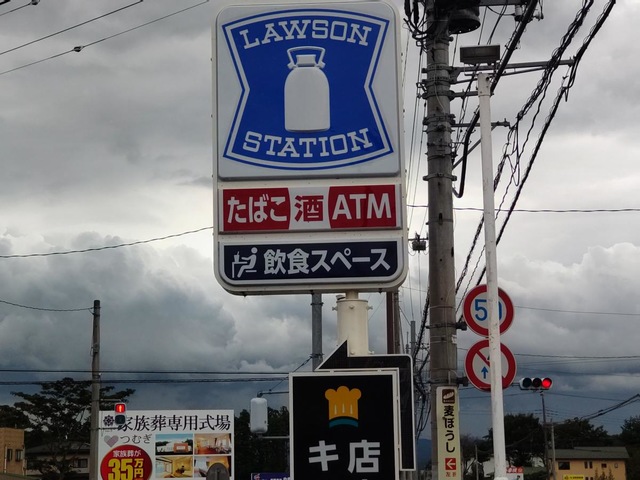 LAWSON
STATION
たばこ 酒 ATM
飲食スペース
50
家族葬専用式場
つむぎ
家族葬が
35万円
キ店
麦ぼうし